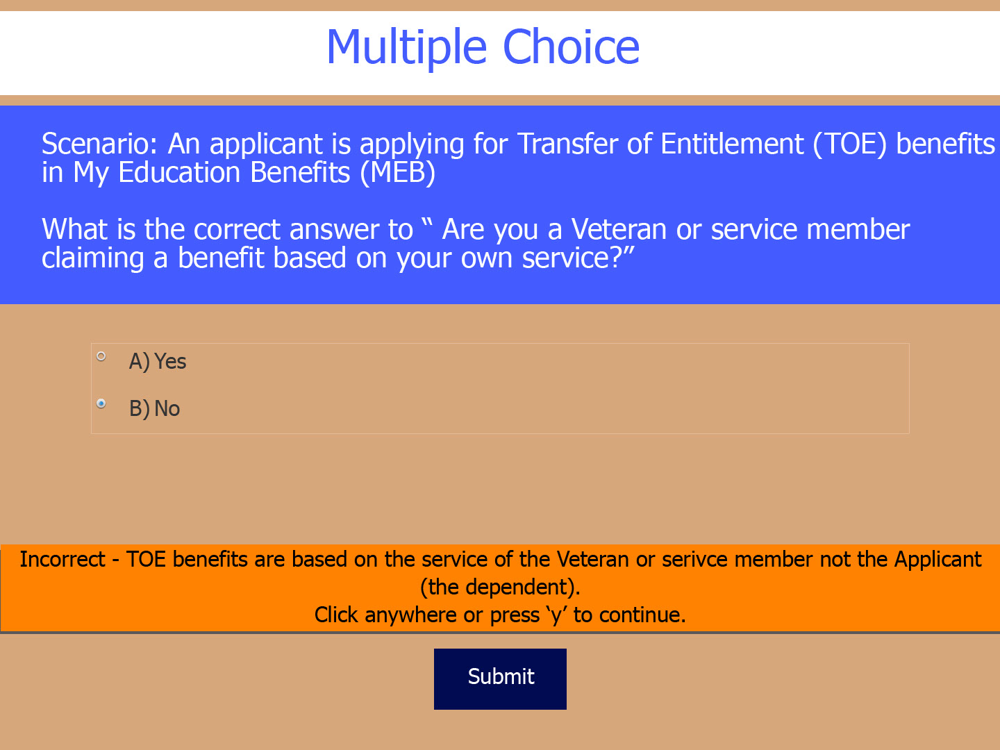 Multiple Choice
Scenario: An applicant is applying for Transfer of Entitlement (TOE) benefits
in My Education Benefits (MEB)
What is the correct answer to “ Are you a Veteran or service member
claiming a benefit based on your own service?”
A) Yes
B) No
Incorrect - TOE benefits are based on the service of the Veteran or serivce member not the Applicant
(the dependent).
Click anywhere or press ‘y’ to continue.
Submit